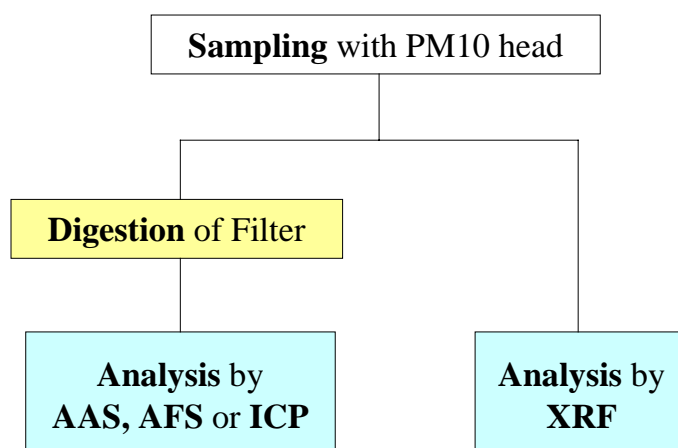 Sampling with PM10 head
Digestion of Filter
Analysis by
AAS, AFS or ICP
Analysis by
XRF